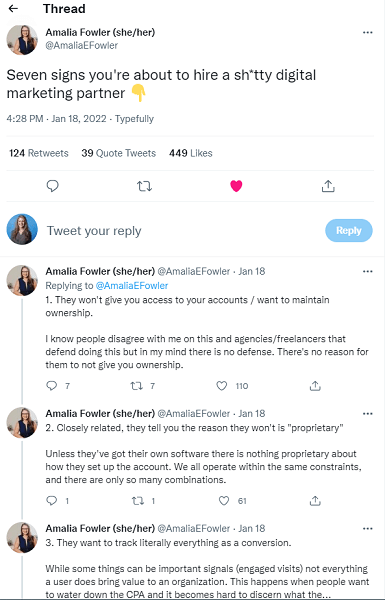 Thread
Amalia Fowler (she/her)
@AmaliaEFowler
Seven signs you're about to hire a sh*tty digital
marketing partner 👇
4:28 PM · Jan 18, 2022 · Typefully
124 Retweets 39 Quote Tweets 449 Likes
Tweet your reply
Reply
Amalia Fowler (she/her) @AmaliaEFowler · Jan 18
Replying to @AmaliaEFowler
1. They won't give you access to your accounts / want to maintain
ownership.
I know people disagree with me on this and agencies/freelancers that
defend doing this but in my mind there is no defense. There's no reason for
them to not give you ownership.
7 7 110
Amalia Fowler (she/her) @AmaliaEFowler · Jan 18
2. Closely related, they tell you the reason they won't is "proprietary"
Unless they've got their own software there is nothing proprietary about
how they set up the account. We all operate within the same constraints,
and there are only so many combinations.
1 1 61
Amalia Fowler (she/her) @AmaliaEFowler · Jan 18
3. They want to track literally everything as a conversion.
While some things can be important signals (engaged visits) not everything
a user does bring value to an organization. This happens when people want
to water down the CPA and it becomes hard to discern what the...